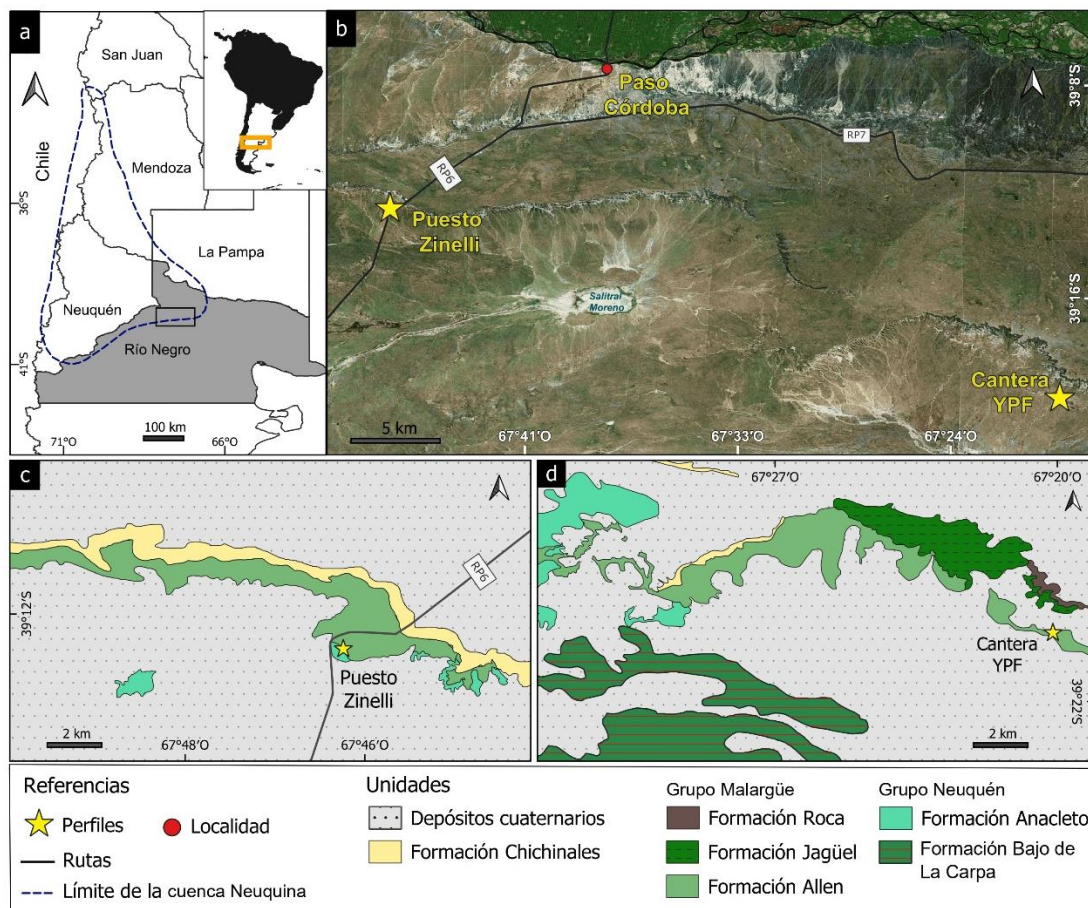 a
San Juan
Chile
Mendoza
36°S
La Pampa
Neuquén
Río Negro
41°S
100 km
71°O
66°O
b
Paso
Córdoba
39°8'S
RP7
RP6
Puesto
Zinelli
Salitral
Moreno
39°16'S
Cantera
YPF
5 km
67°41'O
67°33'O
67°24'O
c
RP6
39°12'S
Puesto
Zinelli
2 km
67°48'O
67°46'O
d
67°27'O
67°20'O
Cantera
YPF
39°22'S
2 km
Referencias
Perfiles
Localidad
Rutas
Límite de la cuenca Neuquina
Unidades
Depósitos cuaternarios
Formación Chichinales
Grupo Malargüe
Formación Roca
Formación Jagüel
Formación Allen
Grupo Neuquén
Formación Anacleto
Formación Bajo de
La Carpa